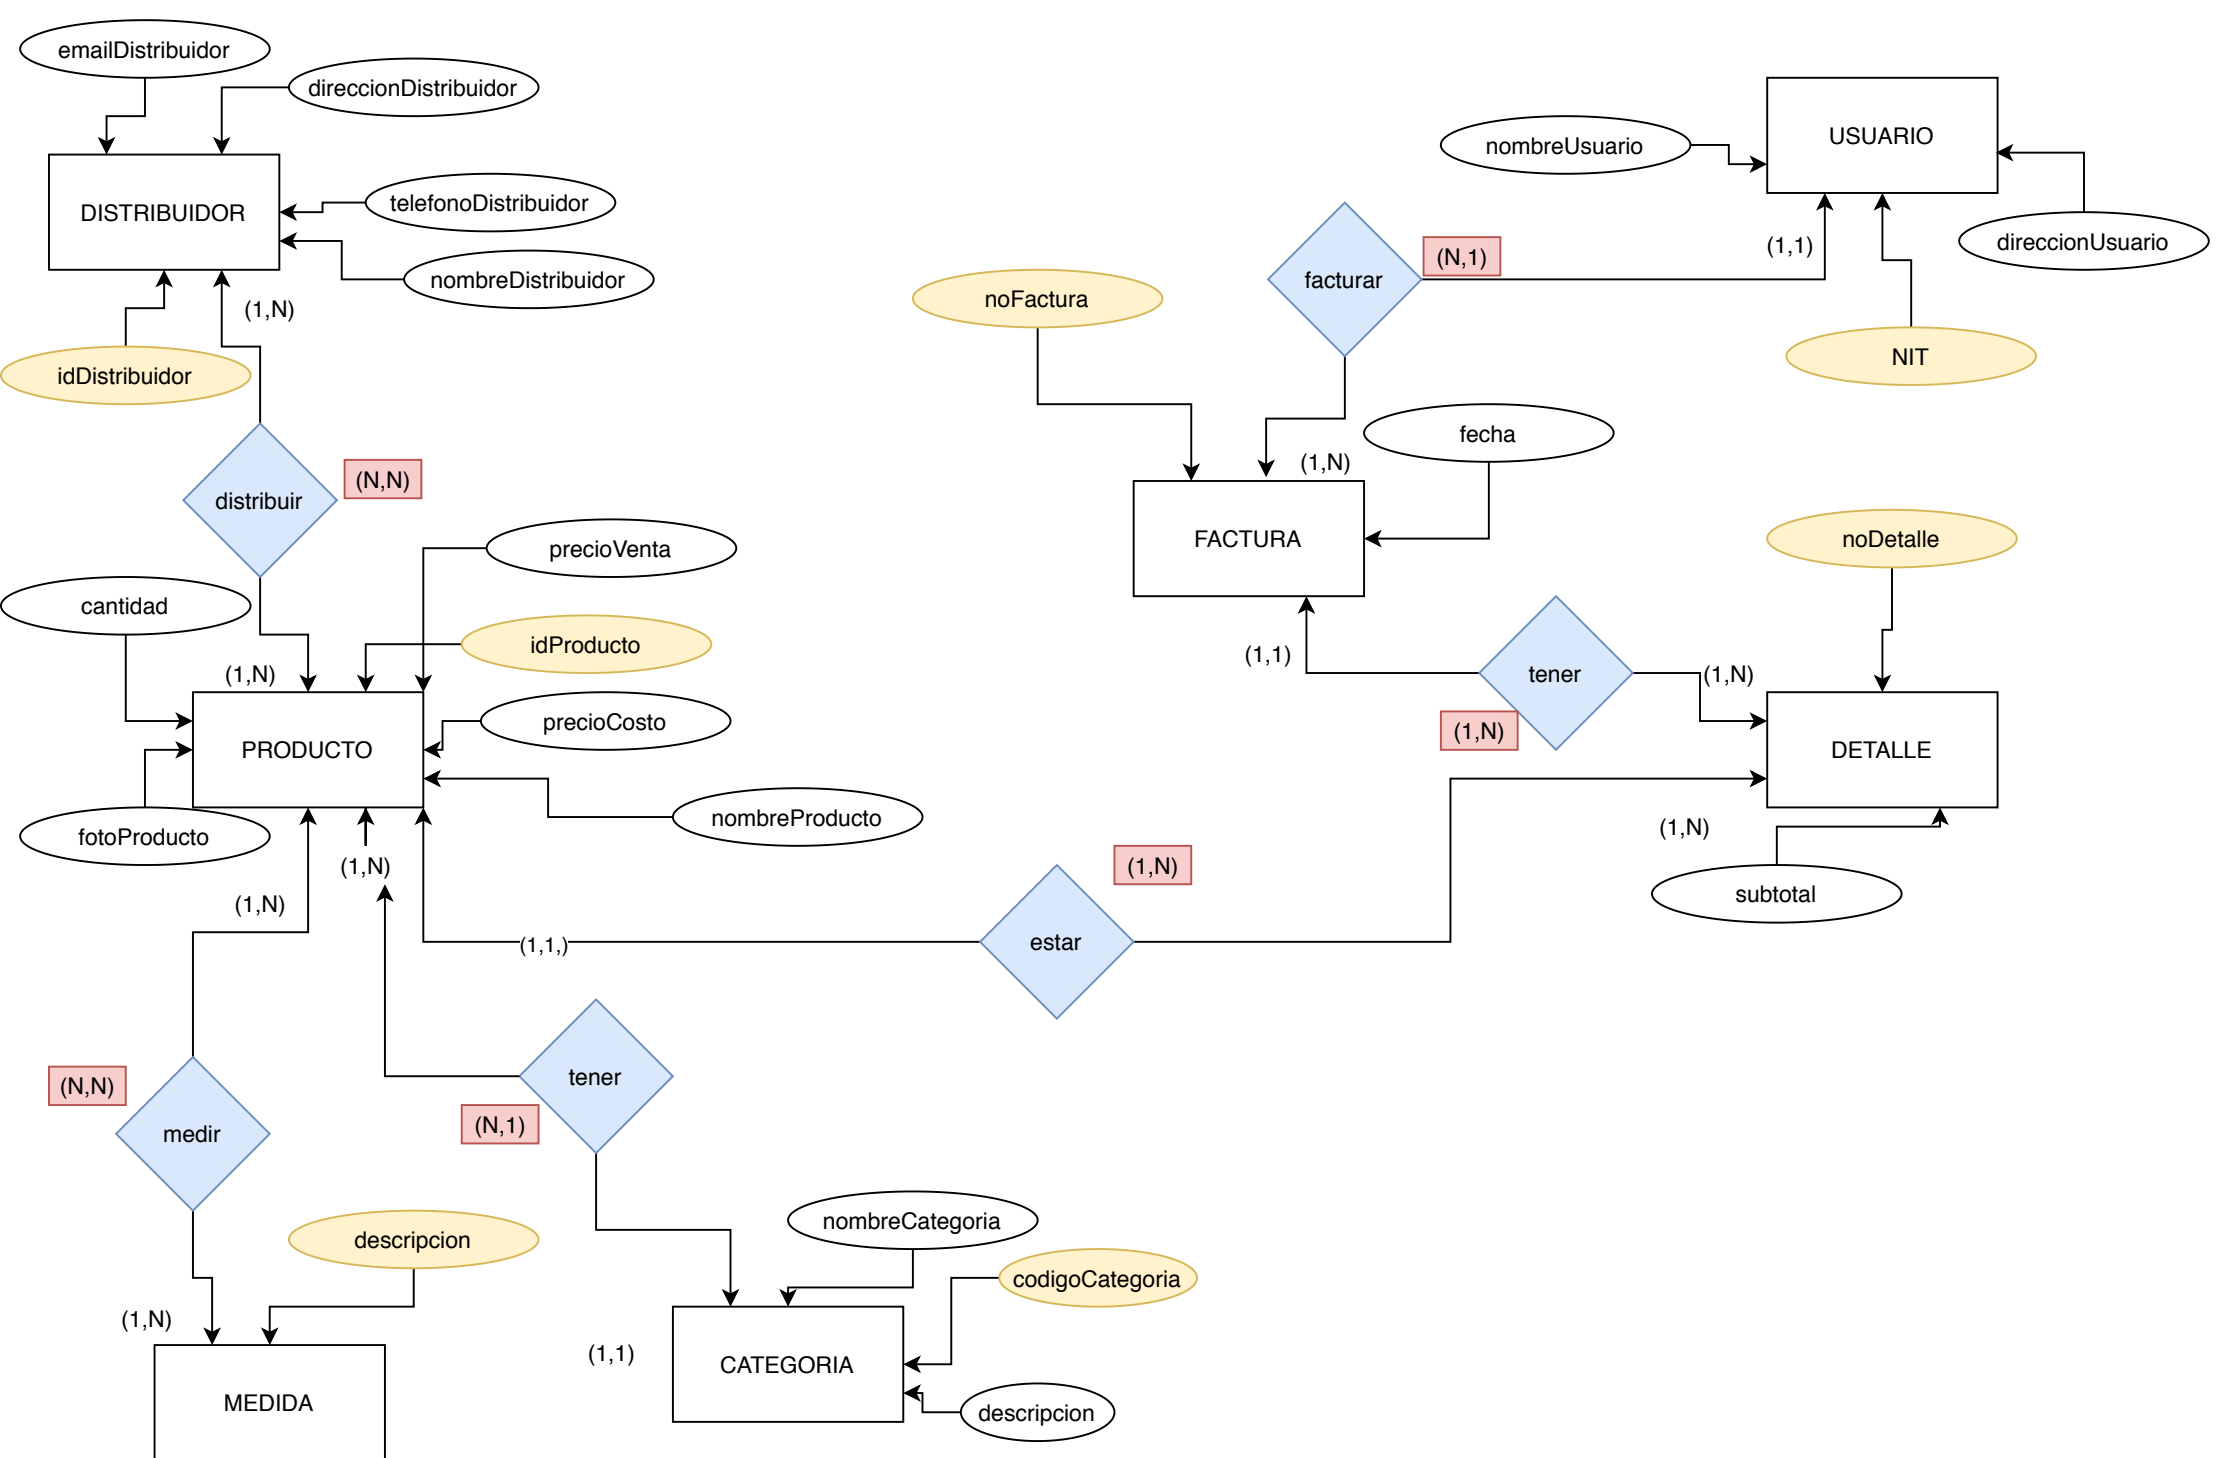 emailDistribuidor
direccionDistribuidor
USUARIO
nombreUsuario
telefonoDistribuidor
DISTRIBUIDOR
direccionUsuario
(1,1)
(N,1)
nombreDistribuidor
facturar
noFactura
(1,N)
NIT
idDistribuidor
fecha
(1,N)
(N,N)
distribuir
FACTURA
noDetalle
precioVenta
cantidad
idProducto
(1,1)
(1,N)
tener
(1,N)
precioCosto
(1,N)
PRODUCTO
DETALLE
nombreProducto
(1,N)
fotoProducto
(1,N)
(1,N)
subtotal
(1,N)
estar
(1,1,)
tener
(N,N)
(N,1)
medir
nombreCategoria
descripcion
codigoCategoria
(1,N)
(1,1)
CATEGORIA
MEDIDA
descripcion